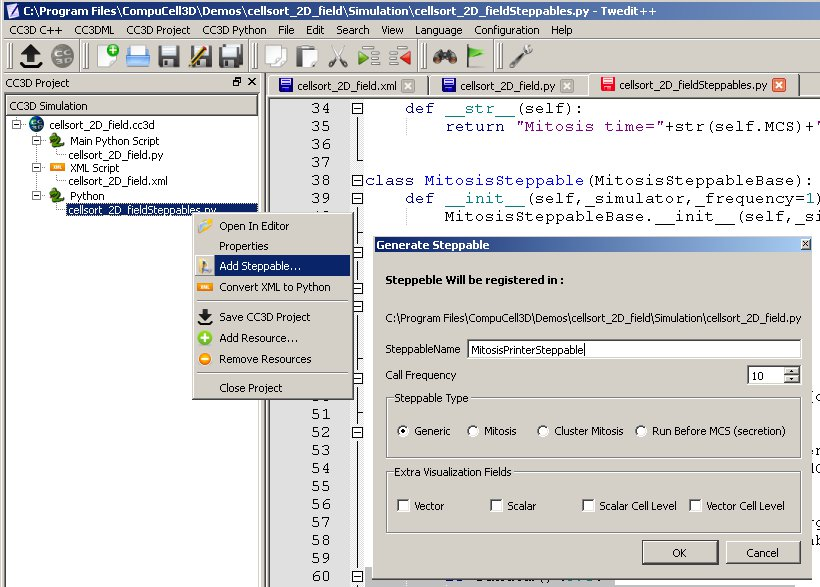 C:\Program Files\CompuCell3D\Demos\cellsort_2D_field\Simulation\cellsort_2D_fieldSteppables.py - Twedit++
CC3D C++ CC3DML CC3D Project CC3D Python File Edit Search View Language Configuration Help
CC3D Project
CC3D Simulation
cellsort_2D_field.cc3d
Main Python Script
cellsort_2D_field.py
XML Script
cellsort_2D_field.xml
Python
cellsort_2D_fieldSteppables.py
Open In Editor
Properties
Add Steppable...
Convert XML to Python
Save CC3D Project
Add Resource...
Remove Resources
Close Project
cellsort_2D_field.xml cellsort_2D_field.py cellsort_2D_fieldSteppables.py
34 def __str__(self):
35 return "Mitosis time="+str(self.MCS)+"
36
37
38 class MitosisSteppable(MitosisSteppableBase):
39 def __init__(self,_simulator,_frequency=1)
MitosisSteppableBase.__init__(self,_si
51
52
53
54
55
56
57
58
59
60
Generate Steppable
Steppeble Will be registered in :
C:\Program Files\CompuCell3D\Demos\cellsort_2D_field\Simulation\cellsort_2D_field.py
SteppableName MitosisPrinterSteppable
Call Frequency 10
Steppable Type
Generic Mitosis Cluster Mitosis Run Before MCS (secretion)
Extra Visualization Fields
Vector Scalar Scalar Cell Level Vector Cell Level
OK Cancel